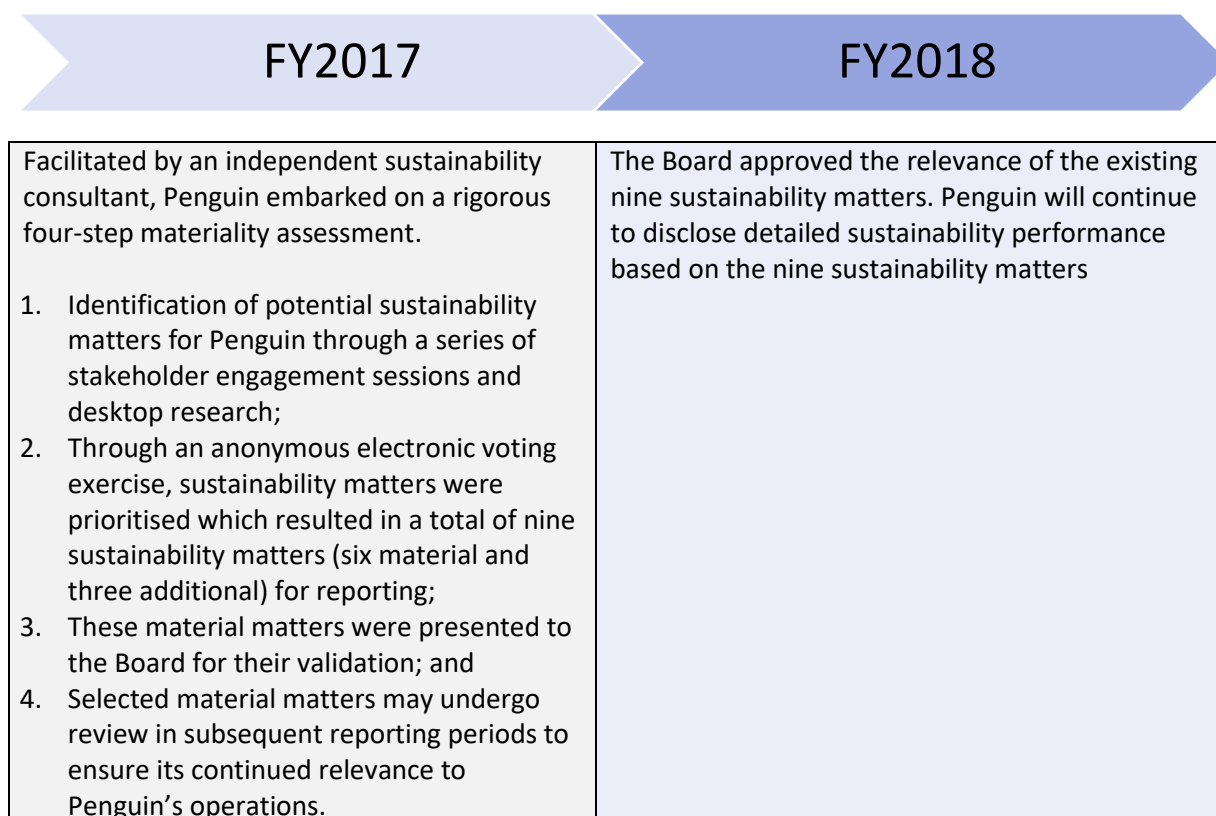 FY2017
FY2018
Facilitated by an independent sustainability
consultant, Penguin embarked on a rigorous
four-step materiality assessment.
1. Identification of potential sustainability
matters for Penguin through a series of
stakeholder engagement sessions and
desktop research;
2. Through an anonymous electronic voting
exercise, sustainability matters were
prioritised which resulted in a total of nine
sustainability matters (six material and
three additional) for reporting;
3. These material matters were presented to
the Board for their validation; and
4. Selected material matters may undergo
review in subsequent reporting periods to
ensure its continued relevance to
Penguin’s operations.
The Board approved the relevance of the existing
nine sustainability matters. Penguin will continue
to disclose detailed sustainability performance
based on the nine sustainability matters